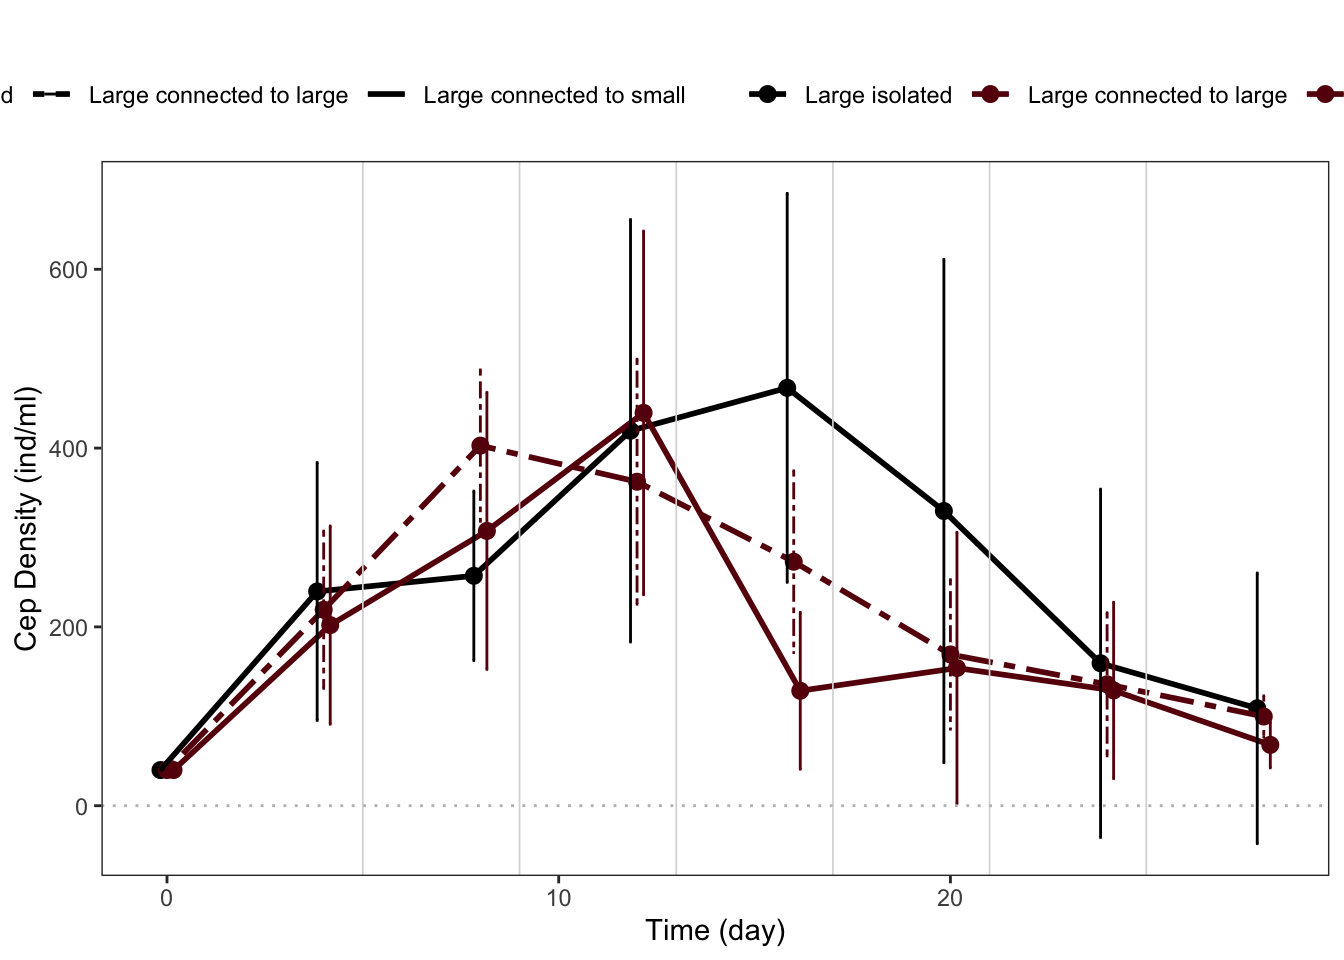 d Large connected to large Large connected to small Large isolated Large connected to large
600
400
200
0
0 10 20
Time (day)
Cep Density (ind/ml)